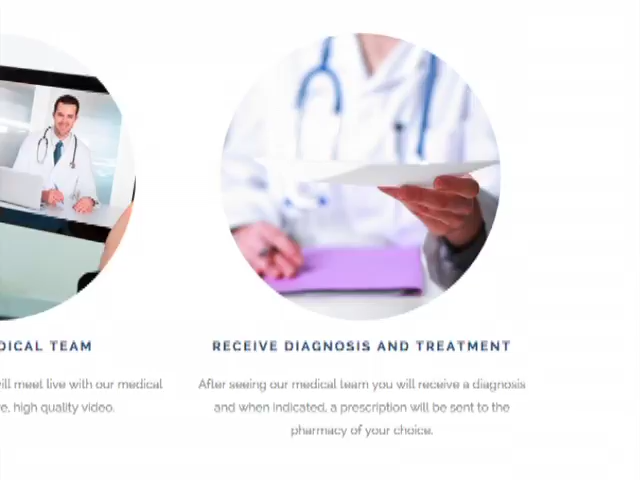 DICAL TEAM
ill meet live with our medical
e, high quality video.
RECEIVE DIAGNOSIS AND TREATMENT
After seeing our medical team you will receive a diagnosis
and when indicated, a prescription will be sent to the
pharmacy of your choice.